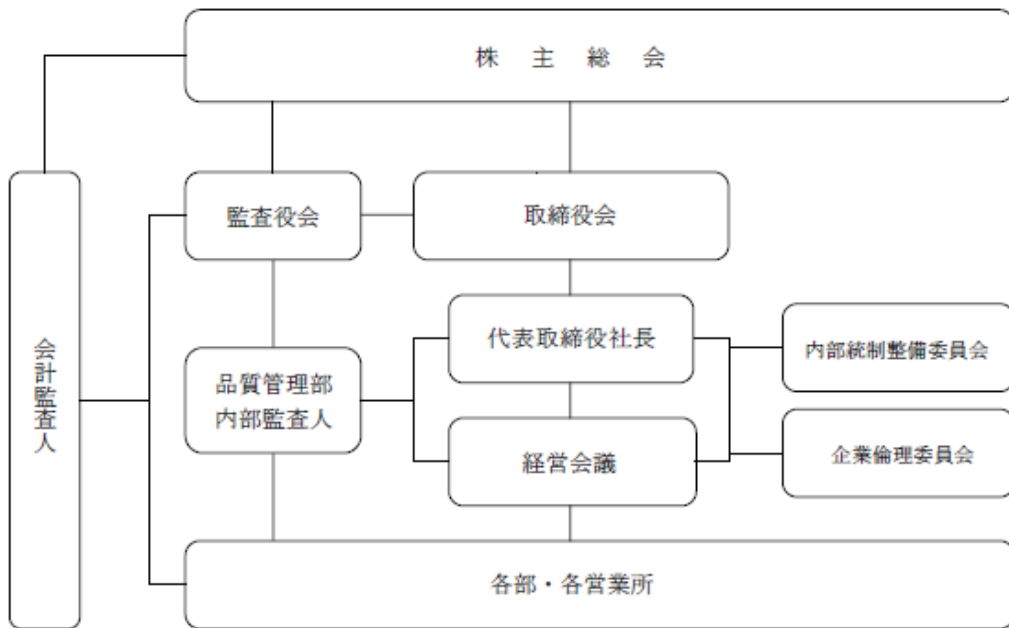 株主総会
監査役会
取締役会
会計監査人
代表取締役社長
内部統制整備委員会
品質管理部
内部監査人
経営会議
企業倫理委員会
各部・各営業所